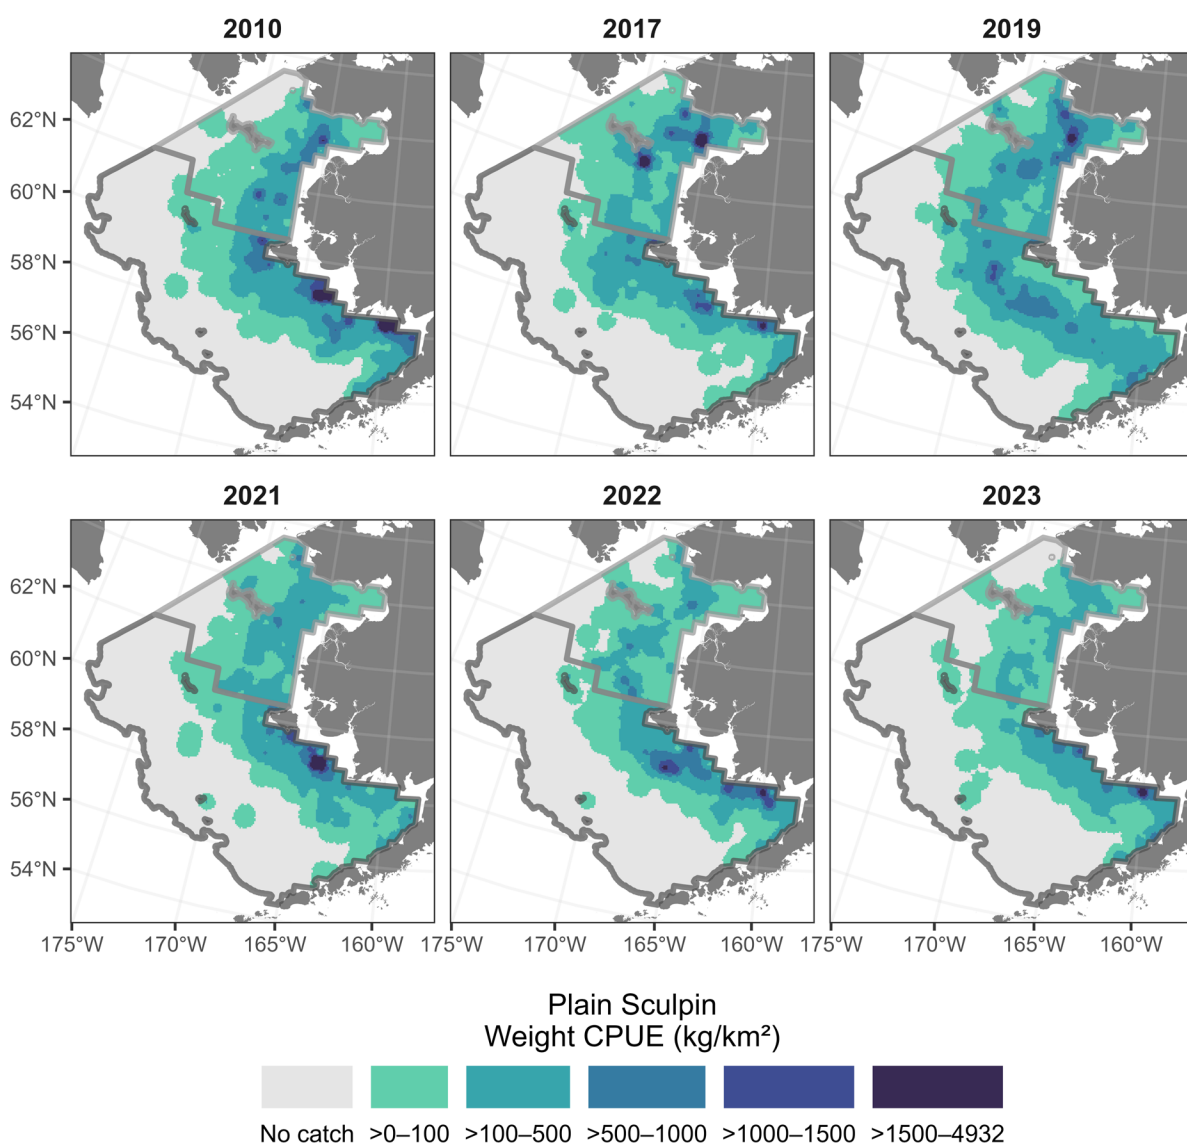 2010 2017 2019
62°N
60°N
58°N
56°N
54°N
2021 2022 2023
62°N
60°N
58°N
56°N
54°N
175°W 170°W 165°W 160°W 175°W 170°W 165°W 160°W 175°W 170°W 165°W 160°W
Plain Sculpin
Weight CPUE (kg/km²)
No catch >0–100 >100–500 >500–1000 >1000–1500 >1500–4932